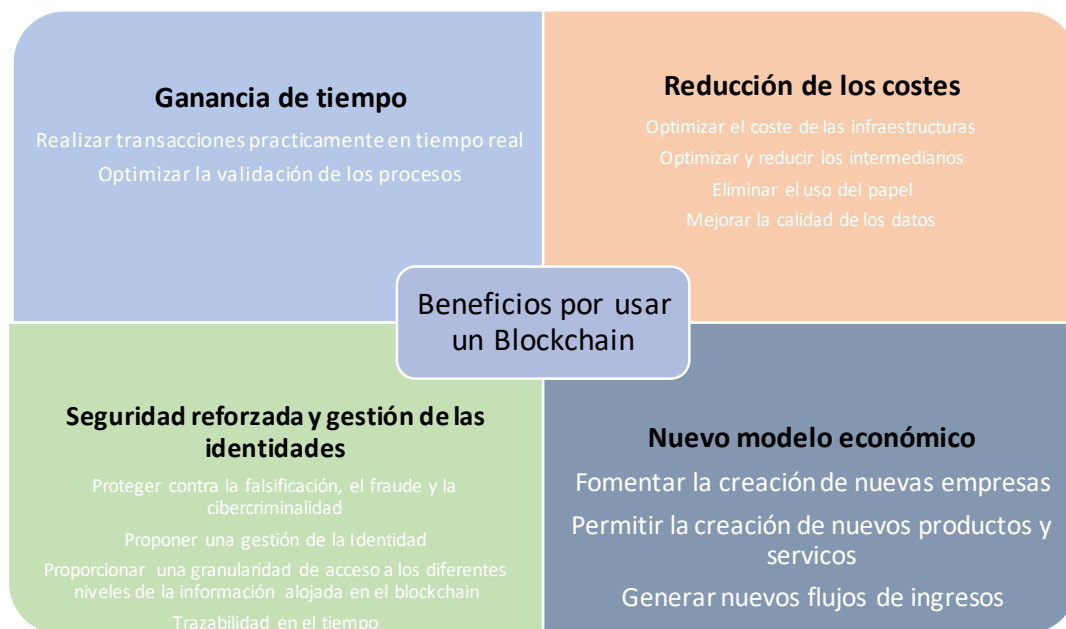 Ganancia de tiempo
Realizar transacciones practicamente en tiempo real
Optimizar la validación de los procesos
Reducción de los costes
Optimizar el coste de las infraestructuras
Optimizar y reducir los intermediarios
Eliminar el uso del papel
Mejorar la calidad de los datos
Beneficios por usar
un Blockchain
Seguridad reforzada y gestión de las
identidades
Proteger contra la falsificación, el fraude y la
cibercriminalidad
Proponer una gestión de la Identidad
Proporcionar una granularidad de acceso a los diferentes
niveles de la información alojada en el blockchain
Trazabilidad en el tiempo
Nuevo modelo económico
Fomentar la creación de nuevas empresas
Permitir la creación de nuevos productos y
servicos
Generar nuevos flujos de ingresos